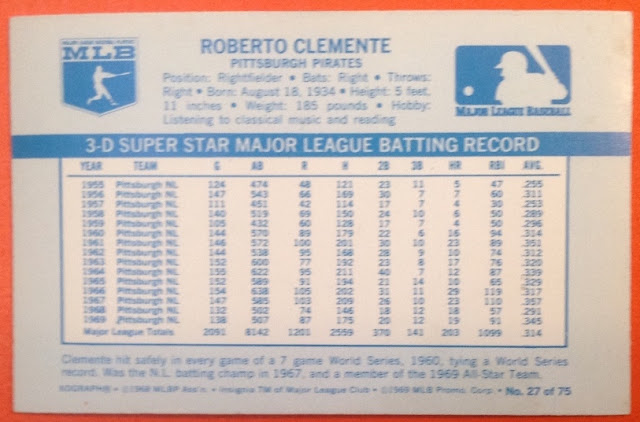 MAJOR LEAGUE BASEBALL PLAYERS
MLB
ROBERTO CLEMENTE
PITTSBURGH PIRATES
Position: Rightfielder • Bats: Right • Throws:
Right • Born: August 18, 1934 • Height: 5 feet,
11 inches • Weight: 185 pounds • Hobby:
Listening to classical music and reading
MAJOR LEAGUE BASEBALL
3-D SUPER STAR MAJOR LEAGUE BATTING RECORD
YEAR TEAM G AB R H 2B 3B HR RBI AVG.
1955 Pittsburgh NL 124 474 48 121 23 11 5 47 .255
1956 Pittsburgh NL 147 543 66 169 30 7 7 60 .311
1957 Pittsburgh NL 111 451 42 114 17 7 4 30 .253
1958 Pittsburgh NL 140 519 69 150 24 10 6 50 .289
1959 Pittsburgh NL 105 432 60 128 17 7 4 50 .296
1960 Pittsburgh NL 144 570 89 179 22 6 16 94 .314
1961 Pittsburgh NL 146 572 100 201 30 10 23 89 .351
1962 Pittsburgh NL 144 538 95 168 28 9 10 74 .312
1963 Pittsburgh NL 152 600 77 192 23 8 17 76 .320
1964 Pittsburgh NL 155 622 95 211 40 7 12 87 .339
1965 Pittsburgh NL 152 589 91 194 21 14 10 65 .329
1966 Pittsburgh NL 154 638 105 202 31 11 29 119 .317
1967 Pittsburgh NL 147 585 103 209 26 10 23 110 .357
1968 Pittsburgh NL 132 502 74 146 18 12 18 57 .291
1969 Pittsburgh NL 138 507 87 175 20 12 19 91 .345
Major League Totals 2091 8142 1201 2559 370 141 203 1099 .314
Clemente hit safely in every game of a 7 game World Series, 1960, tying a World Series
record. Was the N.L. batting champ in 1967, and a member of the 1969 All-Star Team.
XOGRAPH® • ©1968 MLBP Ass'n. • Insignia TM of Major League Club • ©1969 MLB Promo. Corp. • No. 27 of 75